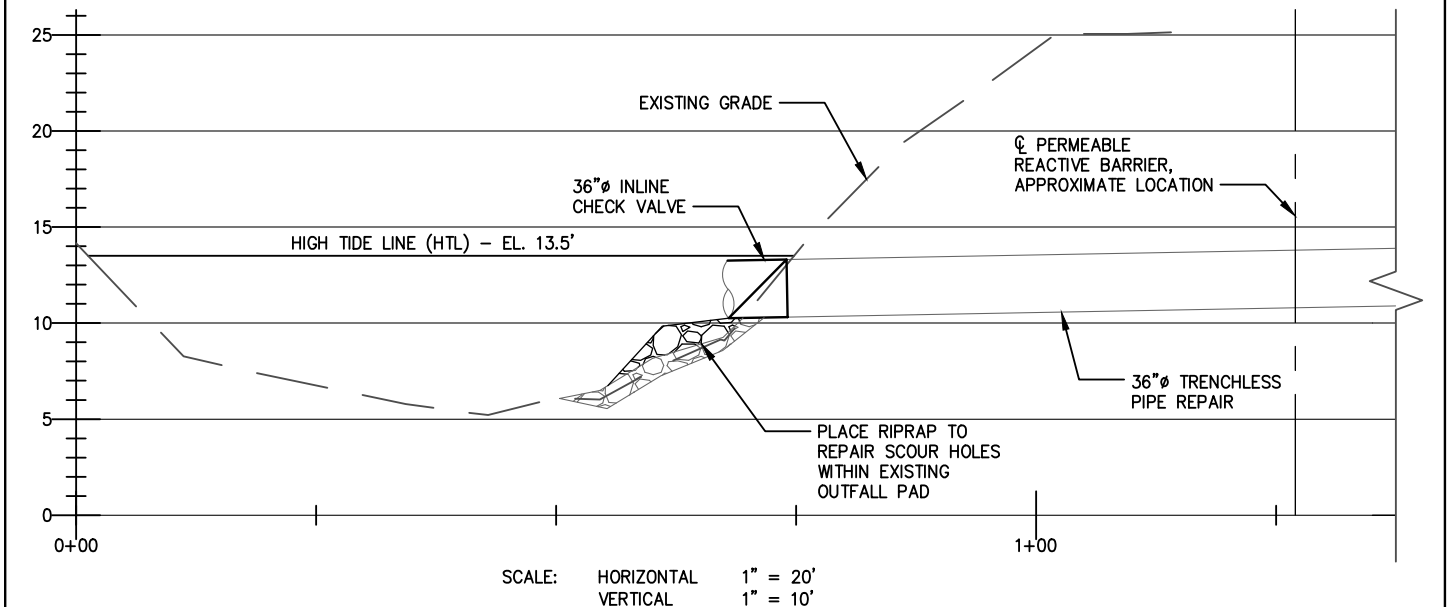 25
20
15
10
5
0
EXISTING GRADE
℄ PERMEABLE
REACTIVE BARRIER,
APPROXIMATE LOCATION
36"ø INLINE
CHECK VALVE
HIGH TIDE LINE (HTL) – EL. 13.5'
36"ø TRENCHLESS
PIPE REPAIR
PLACE RIPRAP TO
REPAIR SCOUR HOLES
WITHIN EXISTING
OUTFALL PAD
0+00
1+00
SCALE: HORIZONTAL 1" = 20'
VERTICAL 1" = 10'